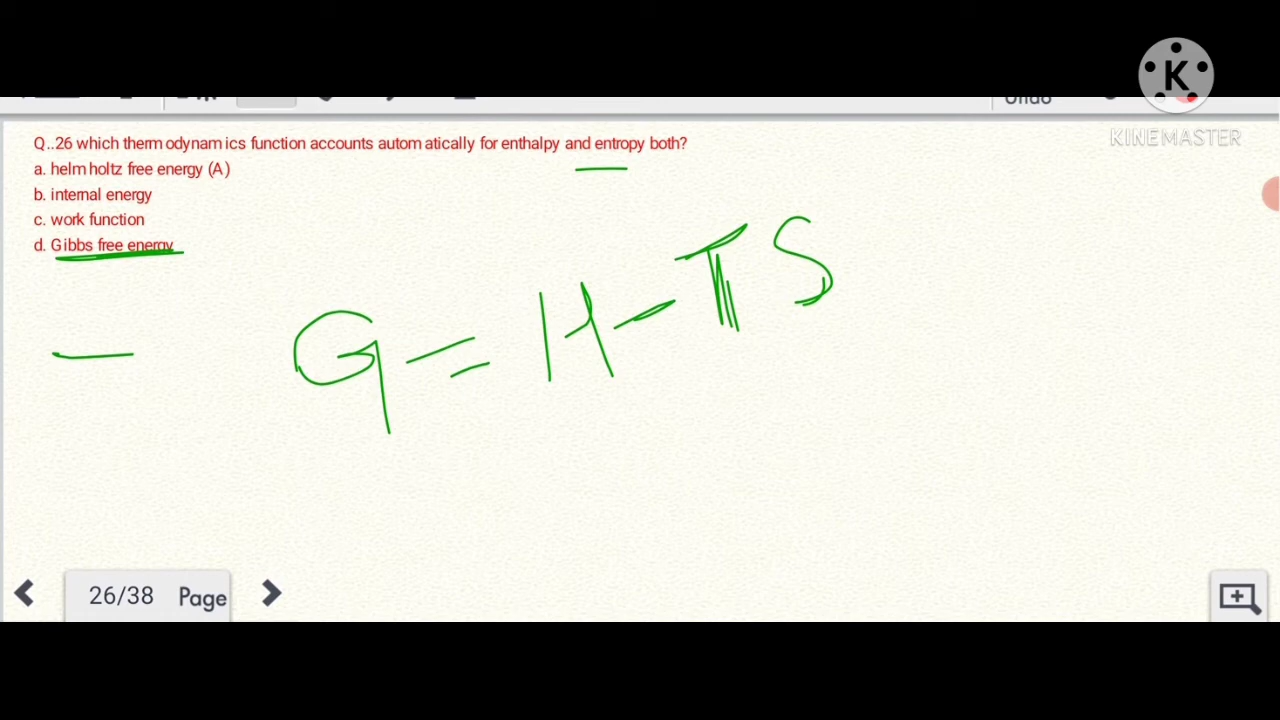 K
KINEMASTER
Undo
Q..26 which therm odynam ics function accounts autom atically for enthalpy and entropy both?
a. helm holtz free energy (A)
b. internal energy
c. work function
d. Gibbs free energy
G = H - TS
26/38 Page